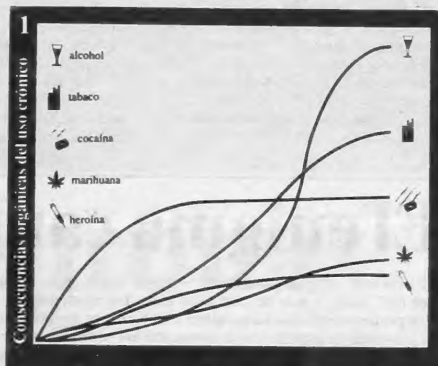 1
Consecuencias orgánicas del uso crónico
alcohol
tabaco
cocaína
marihuana
heroína